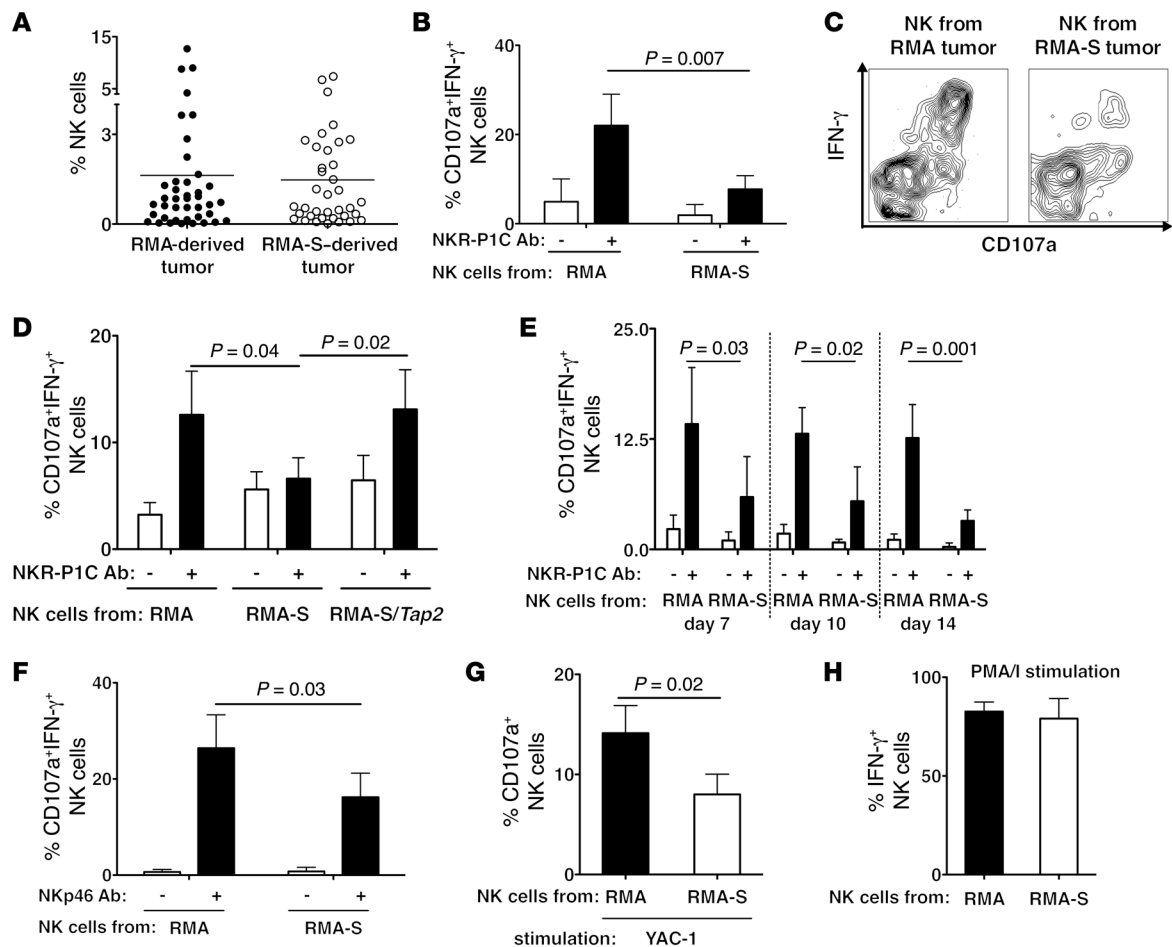 A
15
5
3
0
% NK cells
RMA-derived
tumor
RMA-S–derived
tumor
B
40
20
0
% CD107a⁺IFN-γ⁺
NK cells
P = 0.007
NKR-P1C Ab: - + - +
NK cells from: RMA RMA-S
C
NK from
RMA tumor
NK from
RMA-S tumor
IFN-γ
CD107a
D
20
10
0
% CD107a⁺IFN-γ⁺
NK cells
P = 0.04
P = 0.02
NKR-P1C Ab: - + - + - +
NK cells from: RMA RMA-S RMA-S/Tap2
E
25.0
12.5
0.0
% CD107a⁺IFN-γ⁺
NK cells
P = 0.03
P = 0.02
P = 0.001
NKR-P1C Ab: - + - + - + - + - + - +
NK cells from: RMA RMA-S RMA RMA-S RMA RMA-S
day 7 day 10 day 14
F
40
20
0
% CD107a⁺IFN-γ⁺
NK cells
P = 0.03
NKp46 Ab: - + - +
NK cells from: RMA RMA-S
G
20
10
0
% CD107a⁺
NK cells
P = 0.02
NK cells from: RMA RMA-S
stimulation: YAC-1
H
PMA/I stimulation
100
50
0
% IFN-γ⁺
NK cells
NK cells from: RMA RMA-S